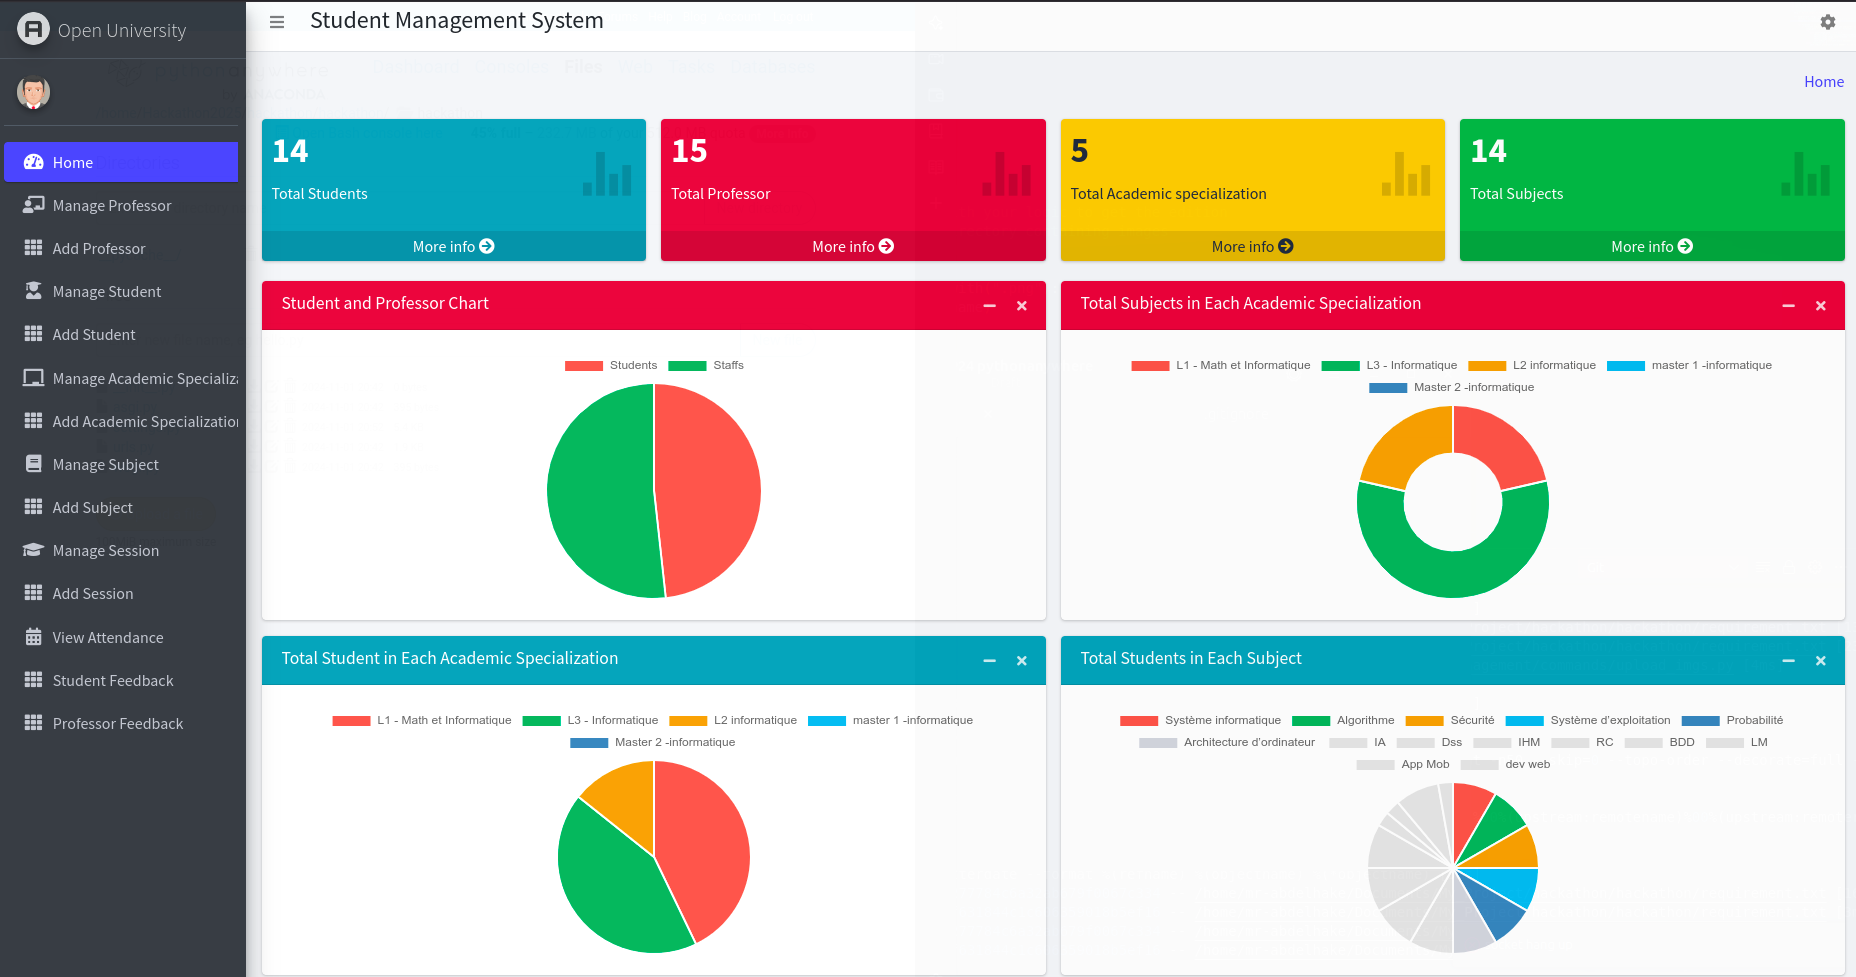 Open University
Home
Manage Professor
Add Professor
Manage Student
Add Student
Manage Academic Specializa
Add Academic Specialization
Manage Subject
Add Subject
Manage Session
Add Session
View Attendance
Student Feedback
Professor Feedback
Student Management System
Home
14
Total Students
More info
15
Total Professor
More info
5
Total Academic specialization
More info
14
Total Subjects
More info
Student and Professor Chart
Students Staffs
Total Subjects in Each Academic Specialization
L1 - Math et Informatique L3 - Informatique L2 informatique master 1 -informatique
Master 2 -informatique
Total Student in Each Academic Specialization
L1 - Math et Informatique L3 - Informatique L2 informatique master 1 -informatique
Master 2 -informatique
Total Students in Each Subject
Système informatique Algorithme Sécurité Système d'exploitation Probabilité
Architecture d'ordinateur IA Dss IHM RC BDD LM
App Mob dev web